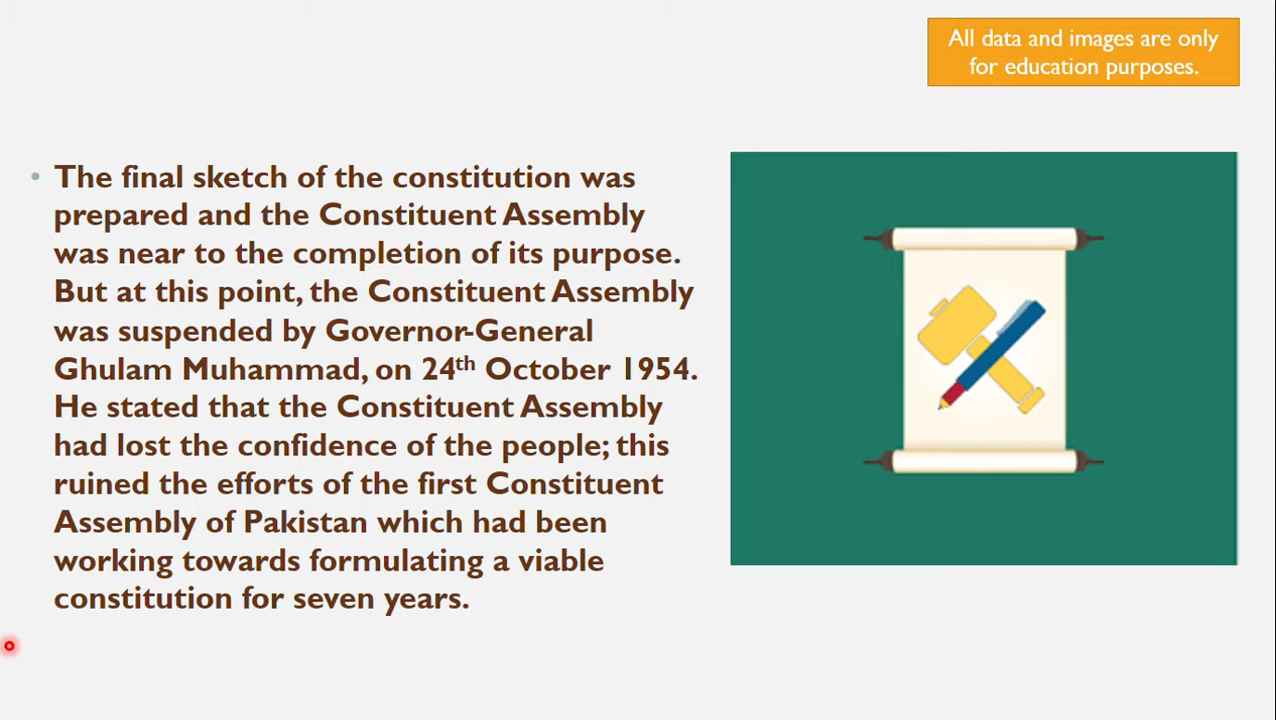 All data and images are only
for education purposes.
• The final sketch of the constitution was
prepared and the Constituent Assembly
was near to the completion of its purpose.
But at this point, the Constituent Assembly
was suspended by Governor-General
Ghulam Muhammad, on 24th October 1954.
He stated that the Constituent Assembly
had lost the confidence of the people; this
ruined the efforts of the first Constituent
Assembly of Pakistan which had been
working towards formulating a viable
constitution for seven years.